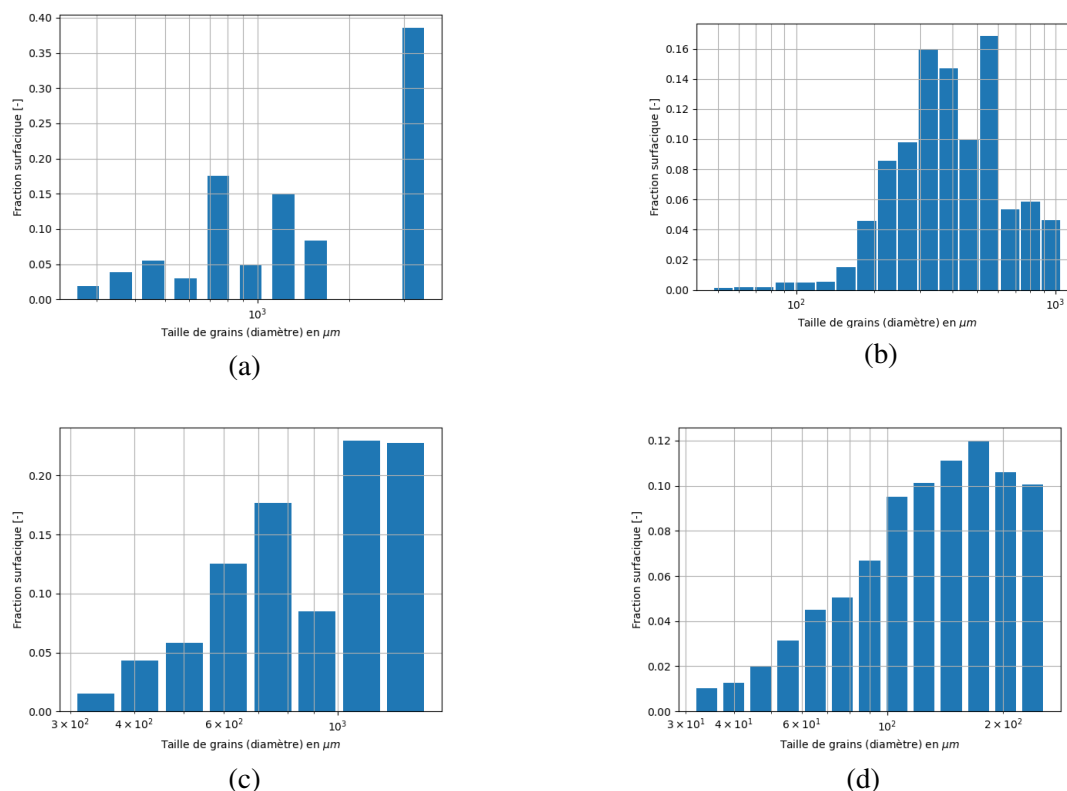 0.40
0.35
0.30
0.25
0.20
0.15
0.10
0.05
0.00
Fraction surfacique [-]
10³
Taille de grains (diamètre) en μm
(a)
0.16
0.14
0.12
0.10
0.08
0.06
0.04
0.02
0.00
Fraction surfacique [-]
10² 10³
Taille de grains (diamètre) en μm
(b)
0.20
0.15
0.10
0.05
0.00
Fraction surfacique [-]
3 × 10² 4 × 10² 6 × 10² 10³
Taille de grains (diamètre) en μm
(c)
0.12
0.10
0.08
0.06
0.04
0.02
0.00
Fraction surfacique [-]
3 × 10¹ 4 × 10¹ 6 × 10¹ 10² 2 × 10²
Taille de grains (diamètre) en μm
(d)